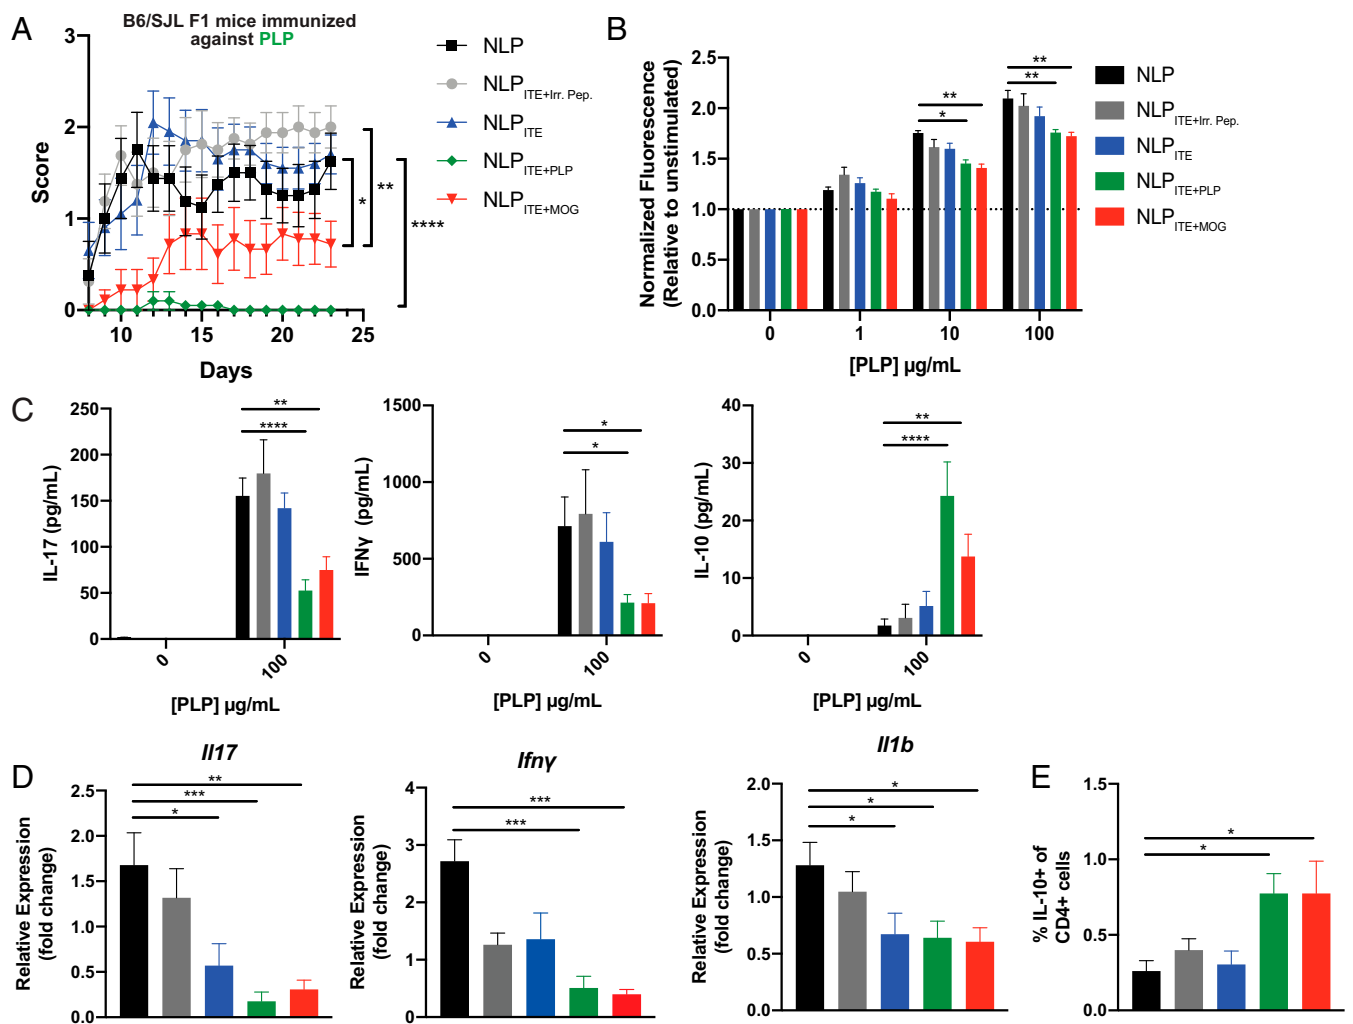 A
B6/SJL F1 mice immunized
against PLP
Score
3
2
1
0
10
15
20
25
Days
*
**
****
NLP
NLPITE+Irr. Pep.
NLPITE
NLPITE+PLP
NLPITE+MOG
B
Normalized Fluorescence
(Relative to unstimulated)
2.5
2.0
1.5
1.0
0.5
0.0
0
1
10
100
[PLP] µg/mL
**
*
**
**
NLP
NLPITE+Irr. Pep.
NLPITE
NLPITE+PLP
NLPITE+MOG
C
IL-17 (pg/mL)
250
200
150
100
50
0
**
****
0
100
[PLP] µg/mL
IFNγ (pg/mL)
1500
1000
500
0
*
*
0
100
[PLP] µg/mL
IL-10 (pg/mL)
40
30
20
10
0
**
****
0
100
[PLP] µg/mL
D
Il17
Relative Expression
(fold change)
2.5
2.0
1.5
1.0
0.5
0.0
**
***
*
Ifnγ
Relative Expression
(fold change)
4
3
2
1
0
***
***
Il1b
Relative Expression
(fold change)
2.0
1.5
1.0
0.5
0.0
*
*
*
E
% IL-10+ of
CD4+ cells
1.5
1.0
0.5
0.0
*
*